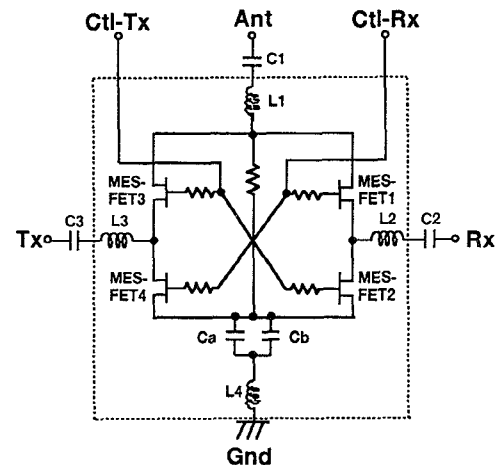 Ctl-Tx Ant Ctl-Rx
C1
L1
MES-
FET3
MES-
FET1
C3 L3
L2 C2
Tx
Rx
MES-
FET4
MES-
FET2
Ca Cb
L4
Gnd